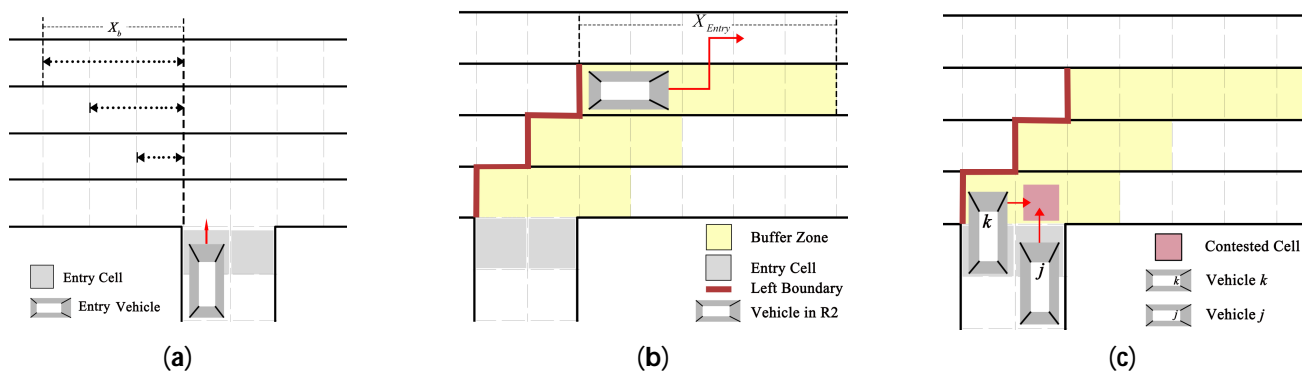 X_b
Entry Cell
Entry Vehicle
(a)
X_Entry
Buffer Zone
Entry Cell
Left Boundary
Vehicle in R2
(b)
k
j
Contested Cell
k
Vehicle k
j
Vehicle j
(c)